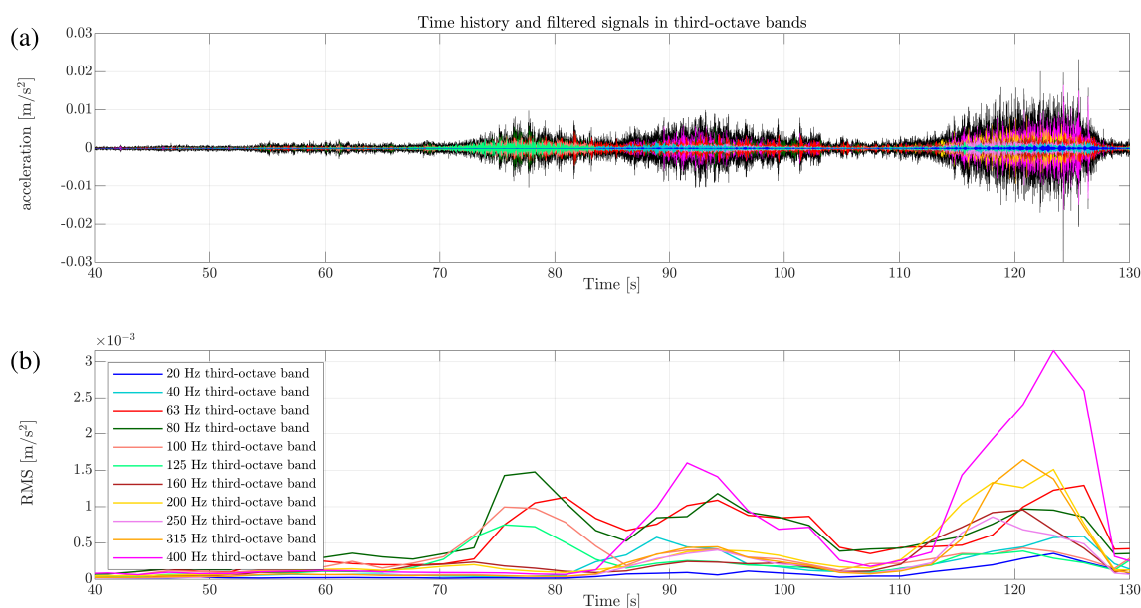 Time history and filtered signals in third-octave bands
(a)
0.03
0.02
0.01
0
-0.01
-0.02
-0.03
acceleration [m/s²]
40 50 60 70 80 90 100 110 120 130
Time [s]
(b)
×10⁻³
3
2.5
2
1.5
1
0.5
0
RMS [m/s²]
20 Hz third-octave band
40 Hz third-octave band
63 Hz third-octave band
80 Hz third-octave band
100 Hz third-octave band
125 Hz third-octave band
160 Hz third-octave band
200 Hz third-octave band
250 Hz third-octave band
315 Hz third-octave band
400 Hz third-octave band
40 50 60 70 80 90 100 110 120 130
Time [s]